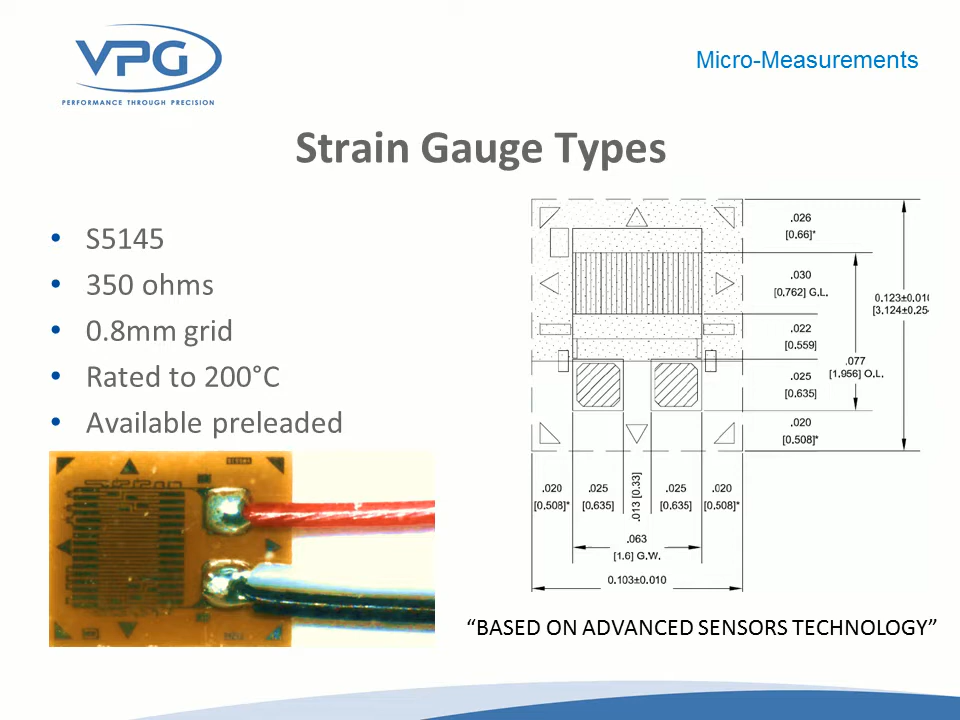 VPG
PERFORMANCE THROUGH PRECISION
Micro-Measurements
Strain Gauge Types
• S5145
• 350 ohms
• 0.8mm grid
• Rated to 200°C
• Available preleaded
.026
[0.66]*
.030
[0.762] G.L.
0.123±0.010
[3.124±0.25
.022
[0.559]
.077
[1.956] O.L.
.025
[0.635]
.020
[0.508]*
.020
[0.508]*
.025
[0.635]
.013 [0.33]
.025
[0.635]
.020
[0.508]*
.063
[1.6] G.W.
0.103±0.010
“BASED ON ADVANCED SENSORS TECHNOLOGY”